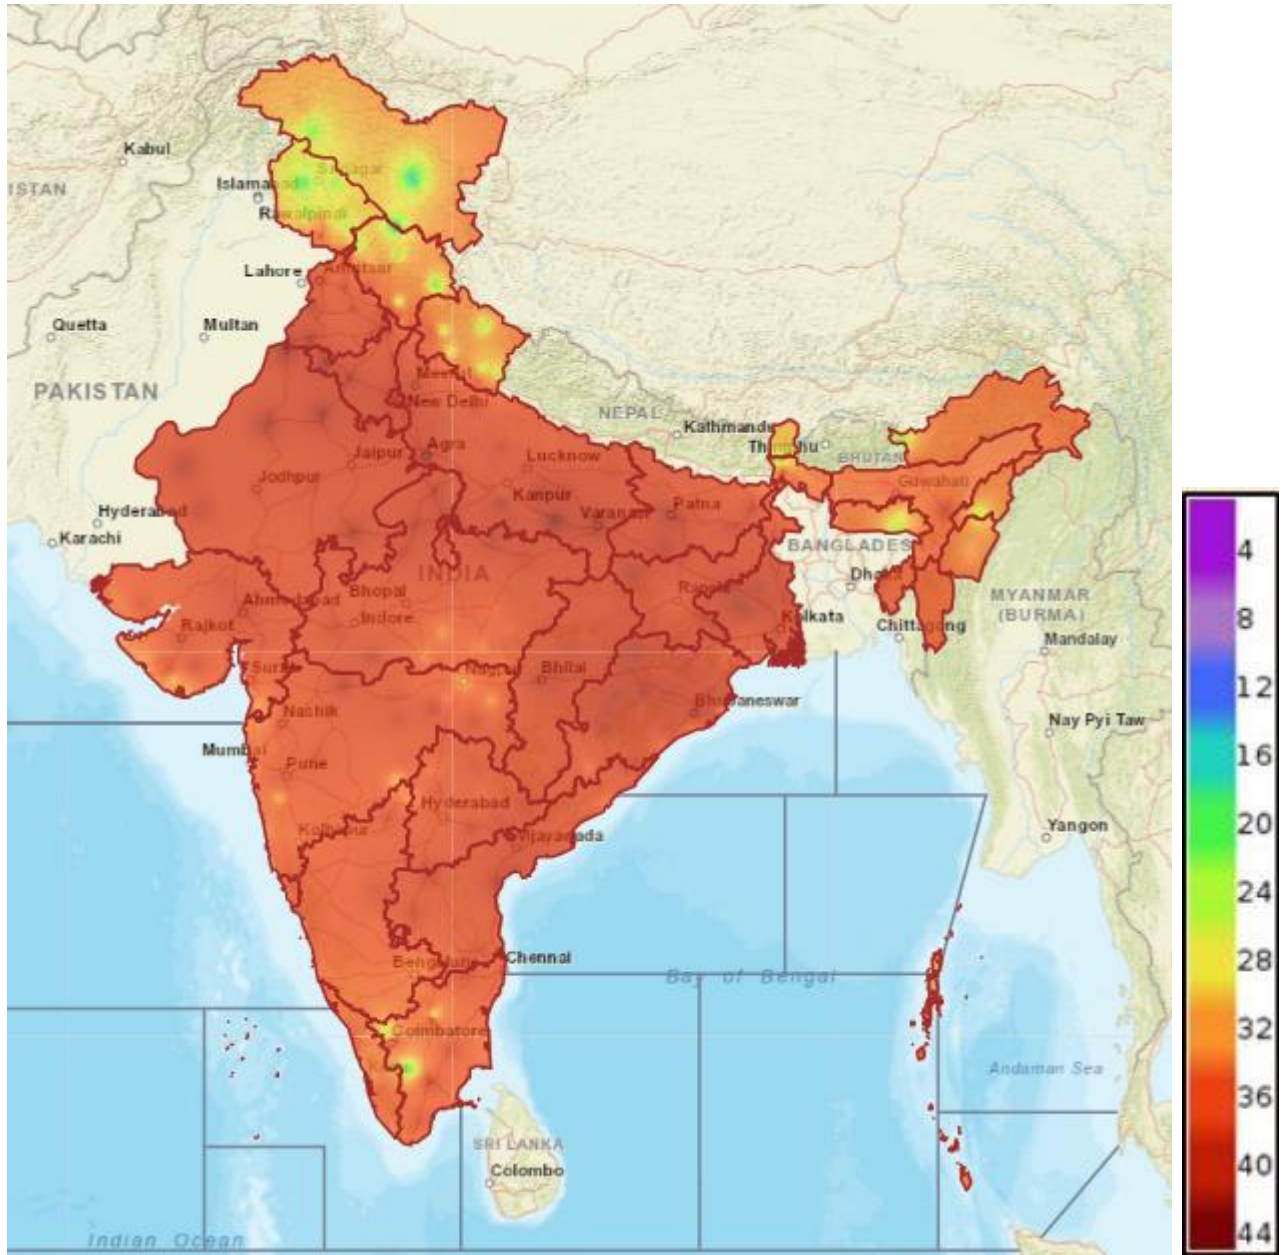 Kabul
Srinagar
ISTAN
Islamabad
Rawalpindi
Lahore
Amritsar
Quetta
Multan
Meerut
PAKISTAN
New Delhi
NEPAL
Kathmandu
Thimphu
BHUTAN
Jaipur
Agra
Lucknow
Guwahati
Jodhpur
Kanpur
Hyderabad
Varanasi
Patna
Karachi
BANGLADES
INDIA
Dhaka
Bhopal
Ranchi
Ahmedabad
MYANMAR
(BURMA)
Rajkot
Indore
Kolkata
Chittagong
Mandalay
Surat
Nagpur
Bhilai
Bhubaneswar
Nashik
Nay Pyi Taw
Mumbai
Pune
Hyderabad
Kolhapur
Vijayawada
Yangon
Bengaluru
Chennai
Bay of Bengal
Coimbatore
Andaman Sea
SRI LANKA
Colombo
Indian Ocean
4
8
12
16
20
24
28
32
36
40
44